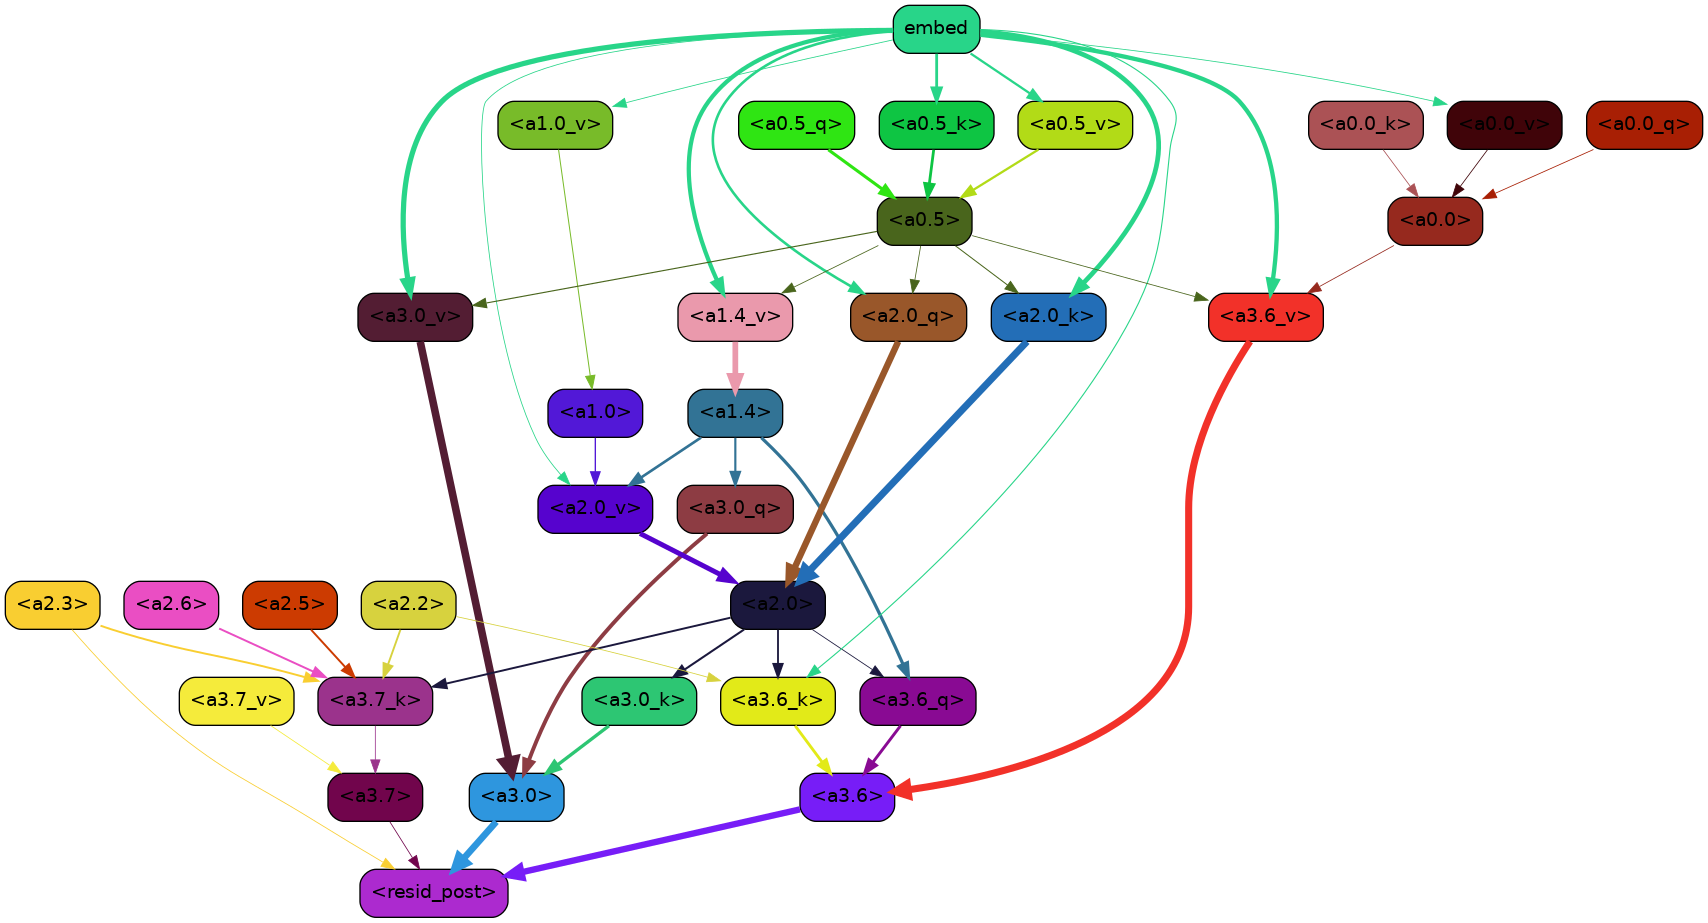 embed
<a1.0_v>
<a0.5_q>
<a0.5_k>
<a0.5_v>
<a0.0_k>
<a0.0_v>
<a0.0_q>
<a0.5>
<a0.0>
<a3.0_v>
<a1.4_v>
<a2.0_q>
<a2.0_k>
<a3.6_v>
<a1.0>
<a1.4>
<a2.0_v>
<a3.0_q>
<a2.3>
<a2.6>
<a2.5>
<a2.2>
<a2.0>
<a3.7_v>
<a3.7_k>
<a3.0_k>
<a3.6_k>
<a3.6_q>
<a3.7>
<a3.0>
<a3.6>
<resid_post>